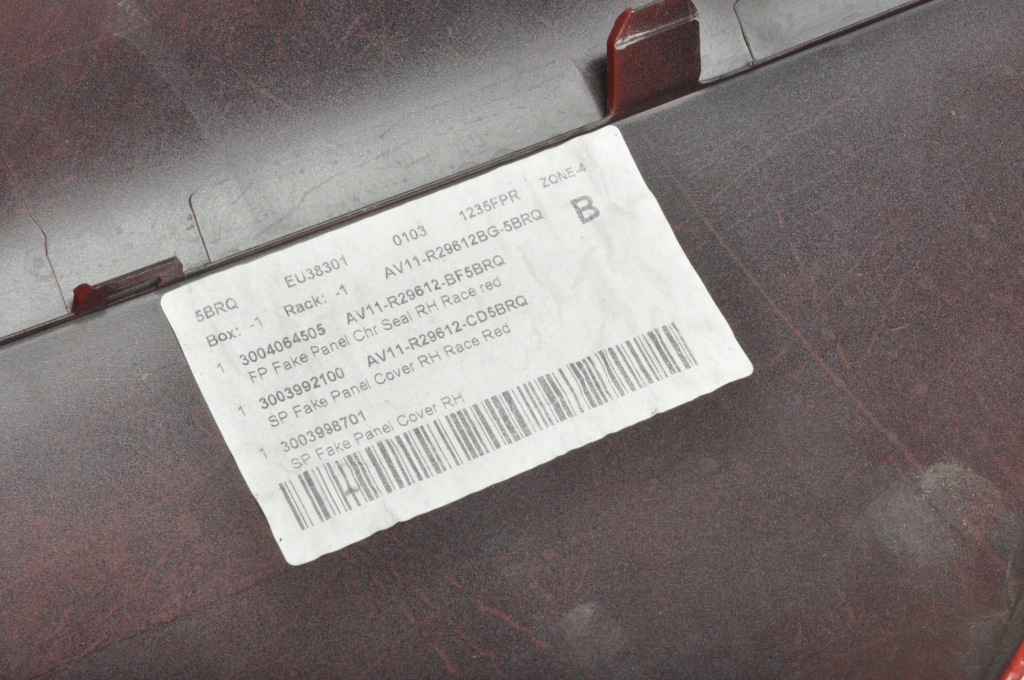 5BRQ EU38301 0103 1235FPR ZONE-4
Box: -1 Rack: -1 AV11-R29612BG-5BRQ B
1 3004064505 AV11-R29612-BF5BRQ
FP Fake Panel Chr Seal RH Race red
1 3003992100 AV11-R29612-CD5BRQ
SP Fake Panel Cover RH Race Red
1 3003998701
SP Fake Panel Cover RH